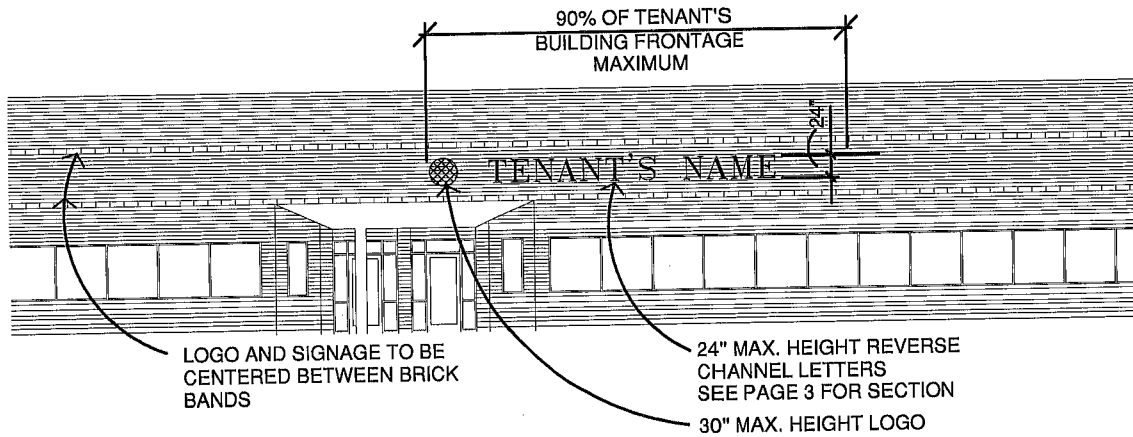 90% OF TENANT'S
BUILDING FRONTAGE
MAXIMUM
24"
TENANT'S NAME
LOGO AND SIGNAGE TO BE
CENTERED BETWEEN BRICK
BANDS
24" MAX. HEIGHT REVERSE
CHANNEL LETTERS
SEE PAGE 3 FOR SECTION
30" MAX. HEIGHT LOGO